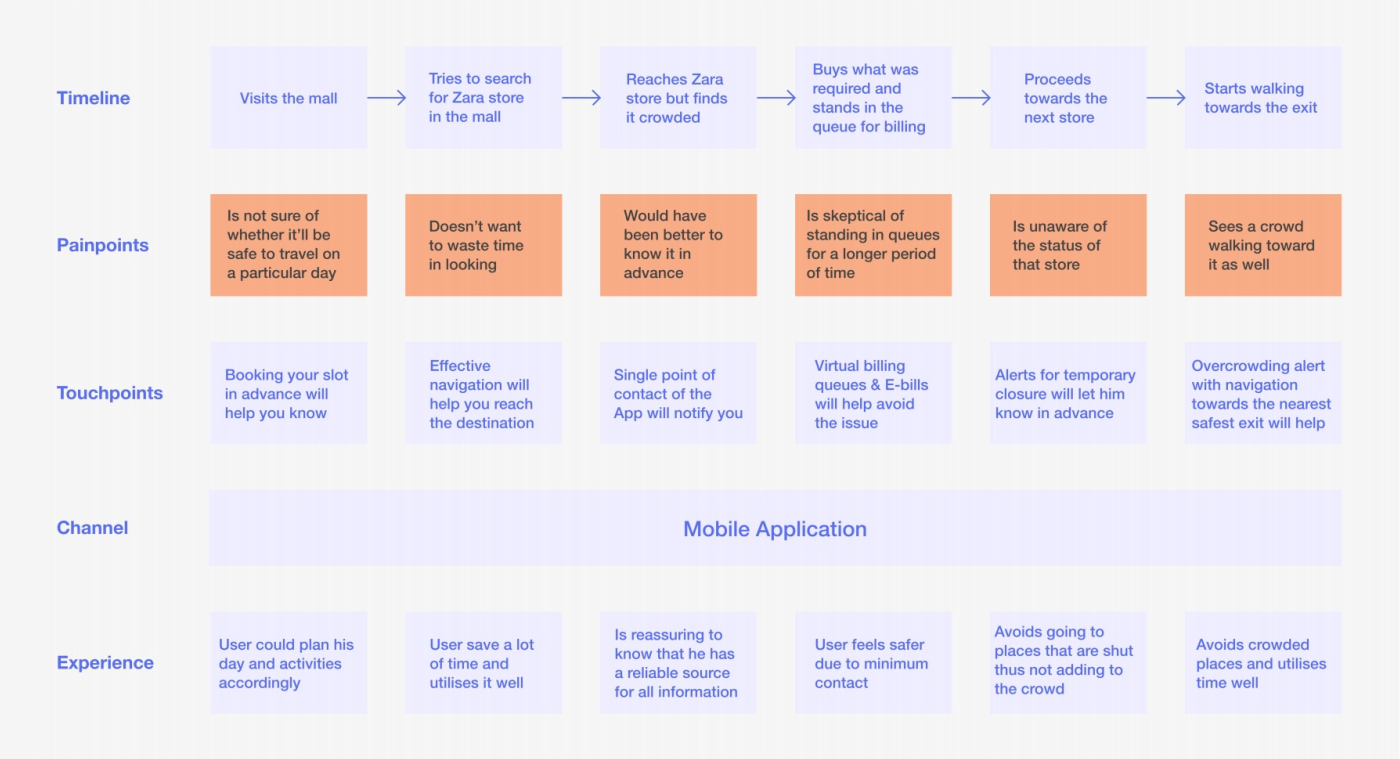 Timeline
Visits the mall
Tries to search
for Zara store
in the mall
Reaches Zara
store but finds
it crowded
Buys what was
required and
stands in the
queue for billing
Proceeds
towards the
next store
Starts walking
towards the exit
Painpoints
Is not sure of
whether it'll be
safe to travel on
a particular day
Doesn't want
to waste time
in looking
Would have
been better to
know it in
advance
Is skeptical of
standing in queues
for a longer period
of time
Is unaware of
the status of
that store
Sees a crowd
walking toward
it as well
Touchpoints
Booking your slot
in advance will
help you know
Effective
navigation will
help you reach
the destination
Single point of
contact of the
App will notify you
Virtual billing
queues & E-bills
will help avoid
the issue
Alerts for temporary
closure will let him
know in advance
Overcrowding alert
with navigation
towards the nearest
safest exit will help
Channel
Mobile Application
Experience
User could plan his
day and activities
accordingly
User save a lot
of time and
utilises it well
Is reassuring to
know that he has
a reliable source
for all information
User feels safer
due to minimum
contact
Avoids going to
places that are shut
thus not adding to
the crowd
Avoids crowded
places and utilises
time well